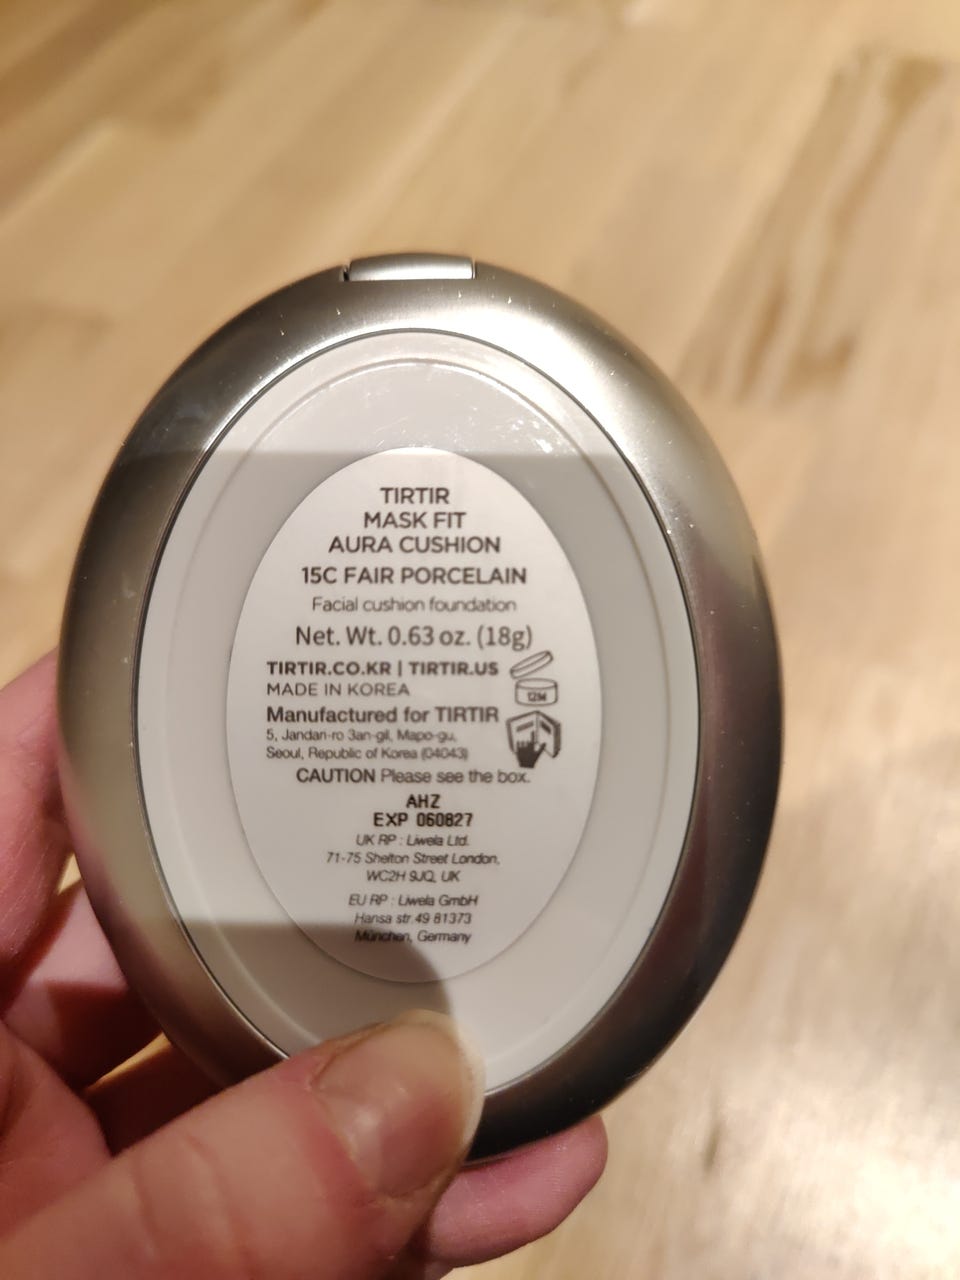 TIRTIR
MASK FIT
AURA CUSHION
15C FAIR PORCELAIN
Facial cushion foundation
Net. Wt. 0.63 oz. (18g)
TIRTIR.CO.KR | TIRTIR.US
MADE IN KOREA
12M
Manufactured for TIRTIR
5, Jandari-ro 3an-gil, Mapo-gu,
Seoul, Republic of Korea (04043)
CAUTION Please see the box.
AHZ
EXP 060827
UK RP : Liwela Ltd.
71-75 Shelton Street London,
WC2H 9JQ, UK
EU RP : Liwela GmbH
Hansa str.49 81373
München, Germany